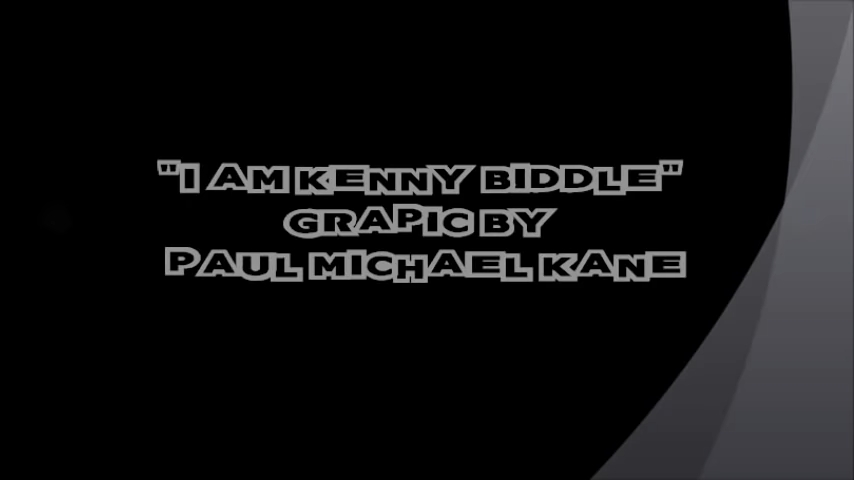 "I AM KENNY BIDDLE"
GRAPIC BY
PAUL MICHAEL KANE